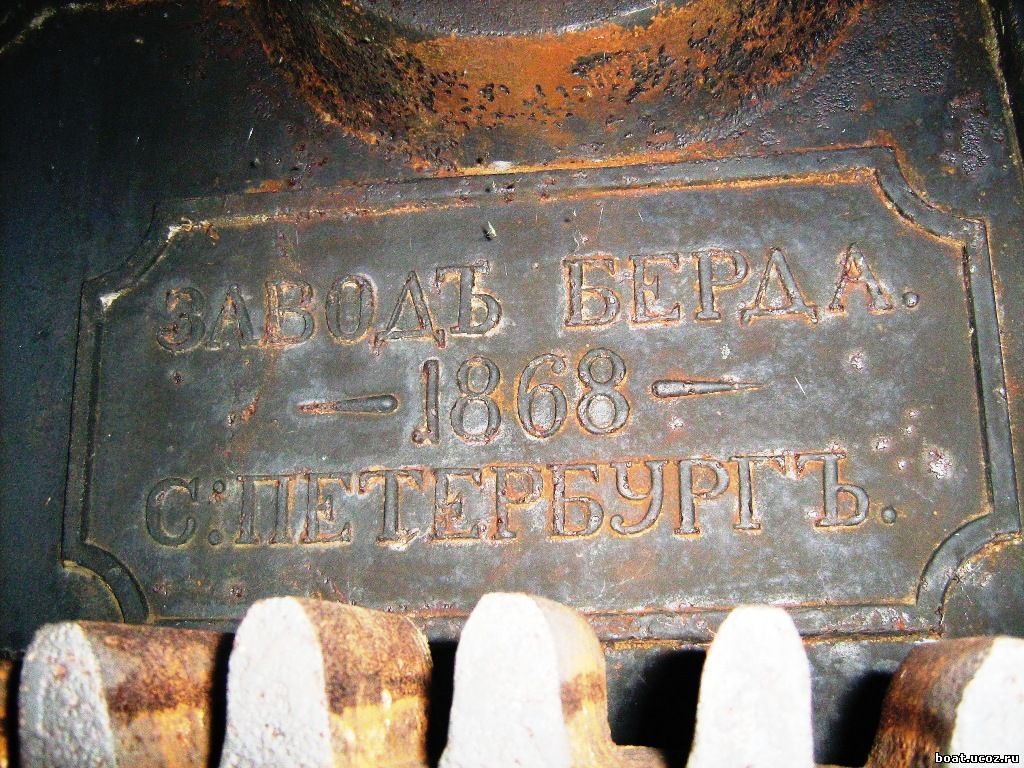 ЗАВОДЪ БЕРДА.
1868
С:ПЕТЕРБУРГЪ.
boat.ucoz.ru